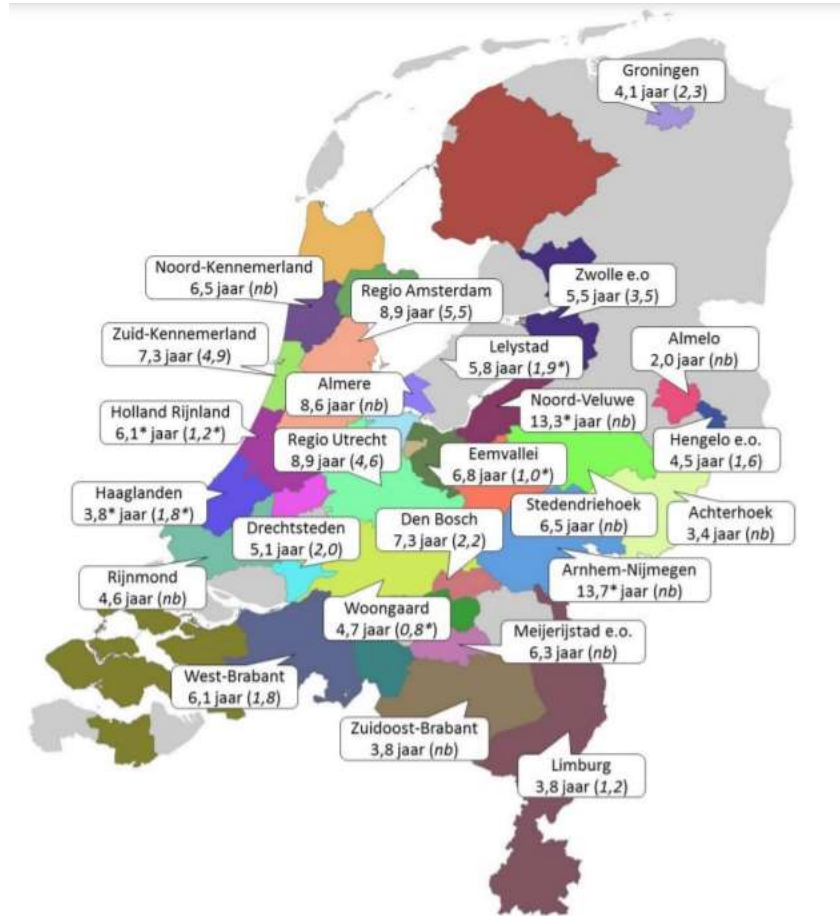 Groningen
4,1 jaar (2,3)
Noord-Kennemerland
6,5 jaar (nb)
Regio Amsterdam
8,9 jaar (5,5)
Zwolle e.o
5,5 jaar (3,5)
Zuid-Kennemerland
7,3 jaar (4,9)
Lelystad
5,8 jaar (1,9*)
Almelo
2,0 jaar (nb)
Almere
8,6 jaar (nb)
Noord-Veluwe
13,3* jaar (nb)
Holland Rijnland
6,1* jaar (1,2*)
Regio Utrecht
8,9 jaar (4,6)
Eemvallei
6,8 jaar (1,0*)
Hengelo e.o.
4,5 jaar (1,6)
Haaglanden
3,8* jaar (1,8*)
Stedendriehoek
6,5 jaar (nb)
Achterhoek
3,4 jaar (nb)
Drechtsteden
5,1 jaar (2,0)
Den Bosch
7,3 jaar (2,2)
Arnhem-Nijmegen
13,7* jaar (nb)
Rijnmond
4,6 jaar (nb)
Woongaard
4,7 jaar (0,8*)
Meijerijstad e.o.
6,3 jaar (nb)
West-Brabant
6,1 jaar (1,8)
Zuidoost-Brabant
3,8 jaar (nb)
Limburg
3,8 jaar (1,2)